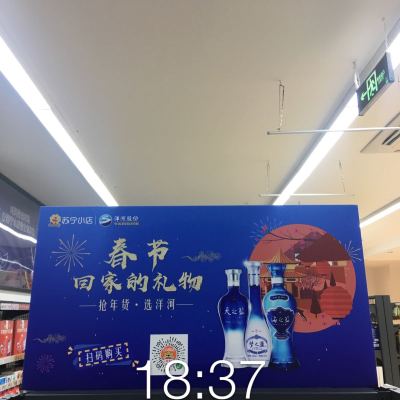 苏宁小店 洋河股份
春节
回家的礼物
抢年货·选洋河
扫码购买
天之蓝
梦之蓝
海之蓝
18:37